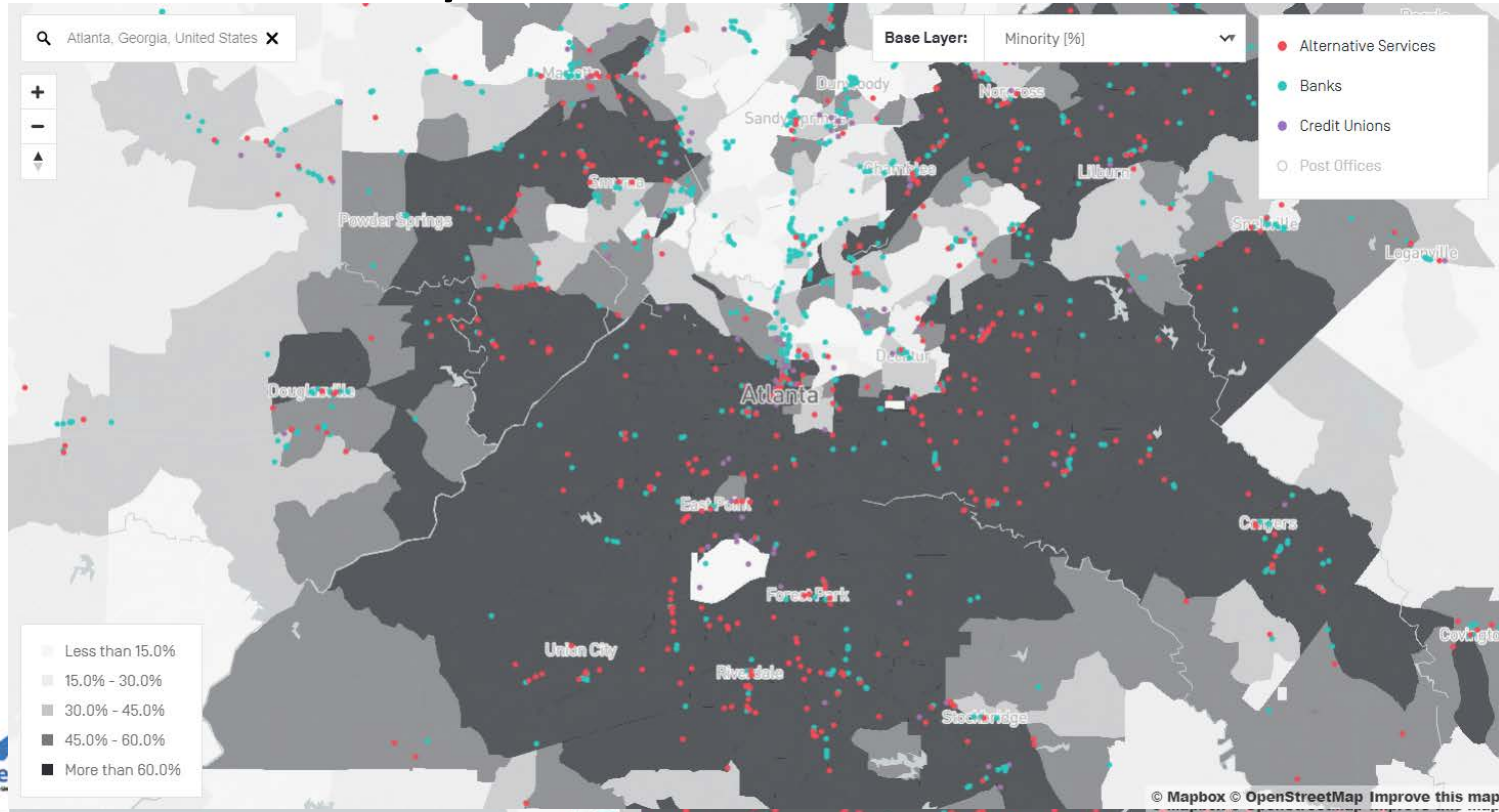 Atlanta, Georgia, United States ×
Base Layer: Minority (%)
Alternative Services
Banks
Credit Unions
Post Offices
+
−
Marietta
Dunwoody
Norcross
Sandy Springs
Smyrna
Chamblee
Lilburn
Powder Springs
Snellville
Loganville
Decatur
Douglasville
Atlanta
East Point
Conyers
Forest Park
Union City
Riverdale
Covingto
Stockbridge
Less than 15.0%
15.0% - 30.0%
30.0% - 45.0%
45.0% - 60.0%
More than 60.0%
© Mapbox © OpenStreetMap Improve this map